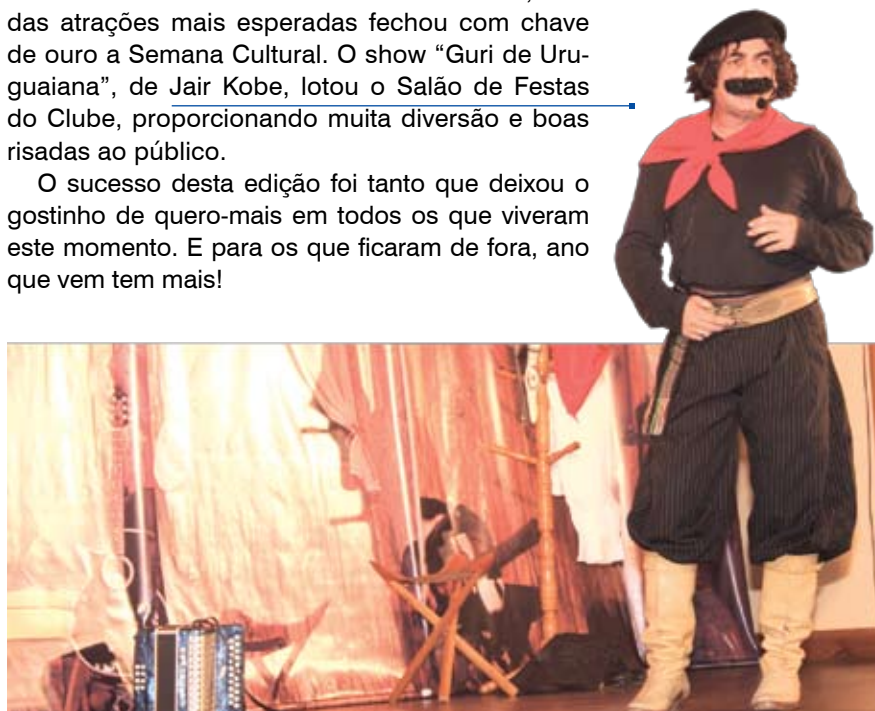 das atrações mais esperadas fechou com chave
de ouro a Semana Cultural. O show “Guri de Uru-
guaiana”, de Jair Kobe, lotou o Salão de Festas
do Clube, proporcionando muita diversão e boas
risadas ao público.
O sucesso desta edição foi tanto que deixou o
gostinho de quero-mais em todos os que viveram
este momento. E para os que ficaram de fora, ano
que vem tem mais!